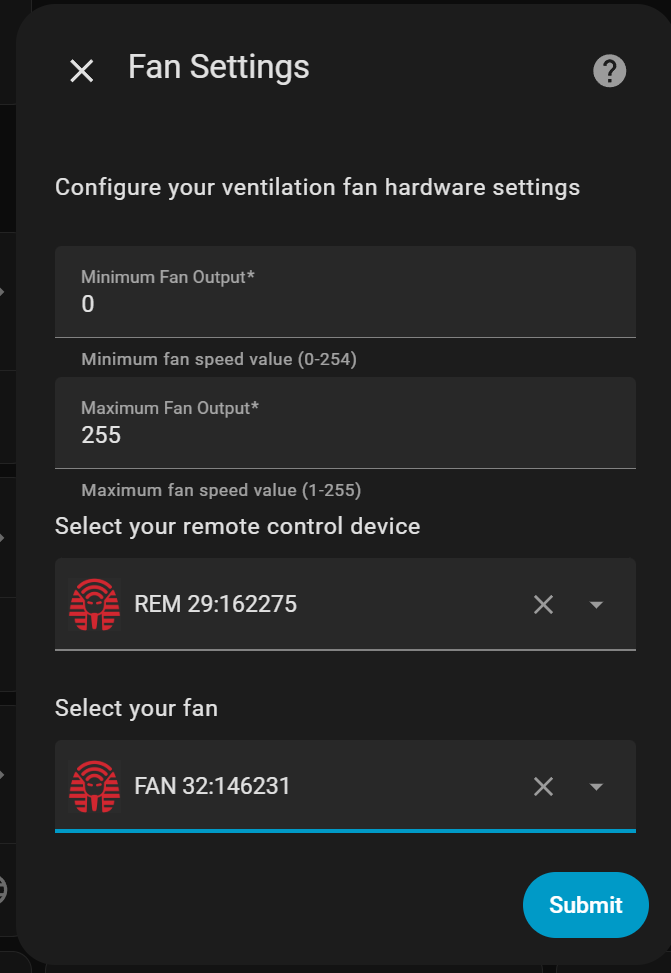 Fan Settings
Configure your ventilation fan hardware settings
Minimum Fan Output*
0
Minimum fan speed value (0-254)
Maximum Fan Output*
255
Maximum fan speed value (1-255)
Select your remote control device
REM 29:162275
Select your fan
FAN 32:146231
Submit